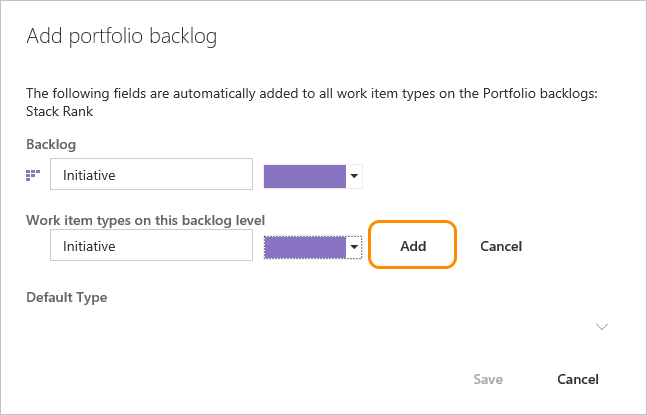 Add portfolio backlog
The following fields are automatically added to all work item types on the Portfolio backlogs:
Stack Rank
Backlog
Initiative
Work item types on this backlog level
Initiative
Add
Cancel
Default Type
Save
Cancel